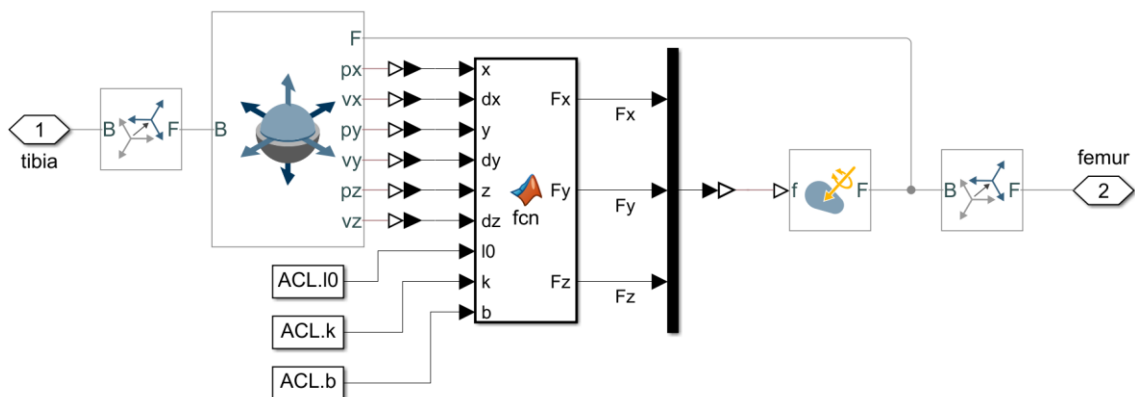 F
px
x
vx
dx
Fx
Fx
py
y
1
B
F
B
vy
dy
femur
tibia
pz
z
Fy
Fy
f
F
B
F
2
vz
dz
fcn
l0
ACL.l0
k
Fz
Fz
ACL.k
b
ACL.b